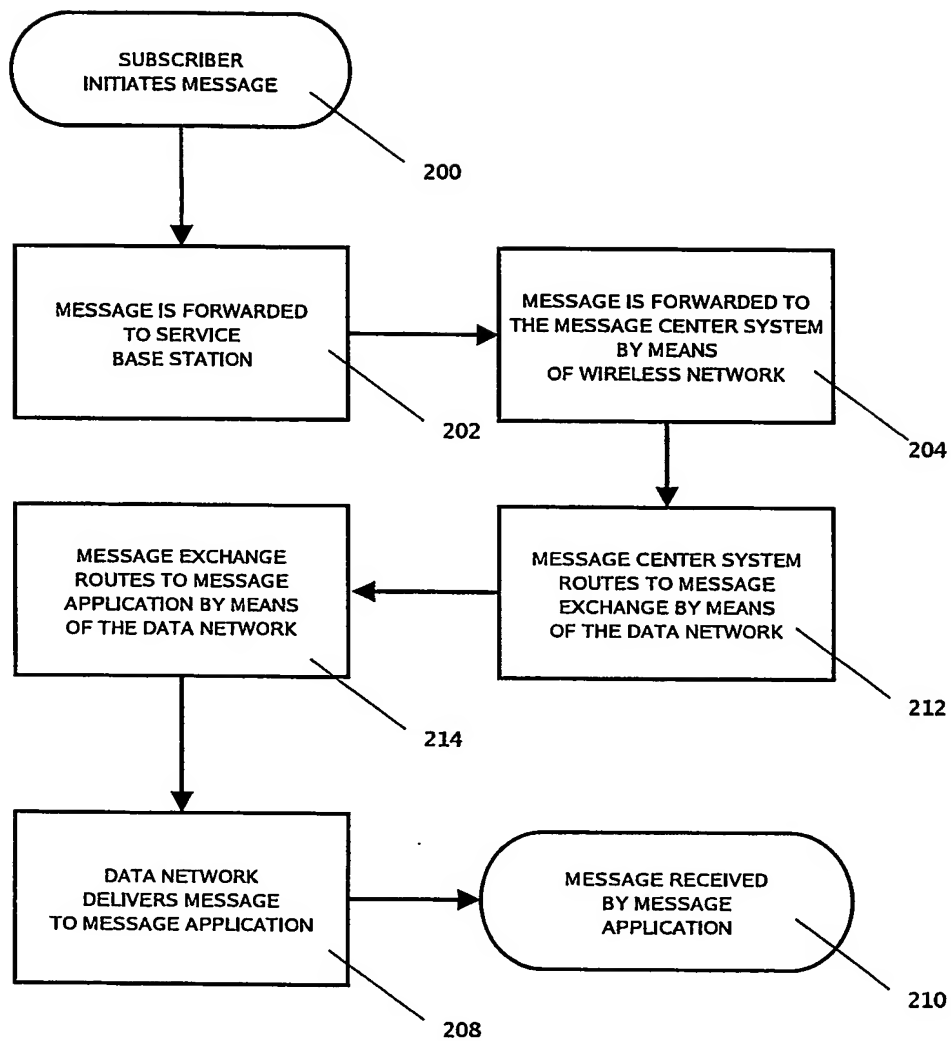 SUBSCRIBER
INITIATES MESSAGE
200
MESSAGE IS FORWARDED
TO SERVICE
BASE STATION
202
MESSAGE IS FORWARDED TO
THE MESSAGE CENTER SYSTEM
BY MEANS
OF WIRELESS NETWORK
204
MESSAGE CENTER SYSTEM
ROUTES TO MESSAGE
EXCHANGE BY MEANS
OF THE DATA NETWORK
212
MESSAGE EXCHANGE
ROUTES TO MESSAGE
APPLICATION BY MEANS
OF THE DATA NETWORK
214
DATA NETWORK
DELIVERS MESSAGE
TO MESSAGE APPLICATION
208
MESSAGE RECEIVED
BY MESSAGE
APPLICATION
210